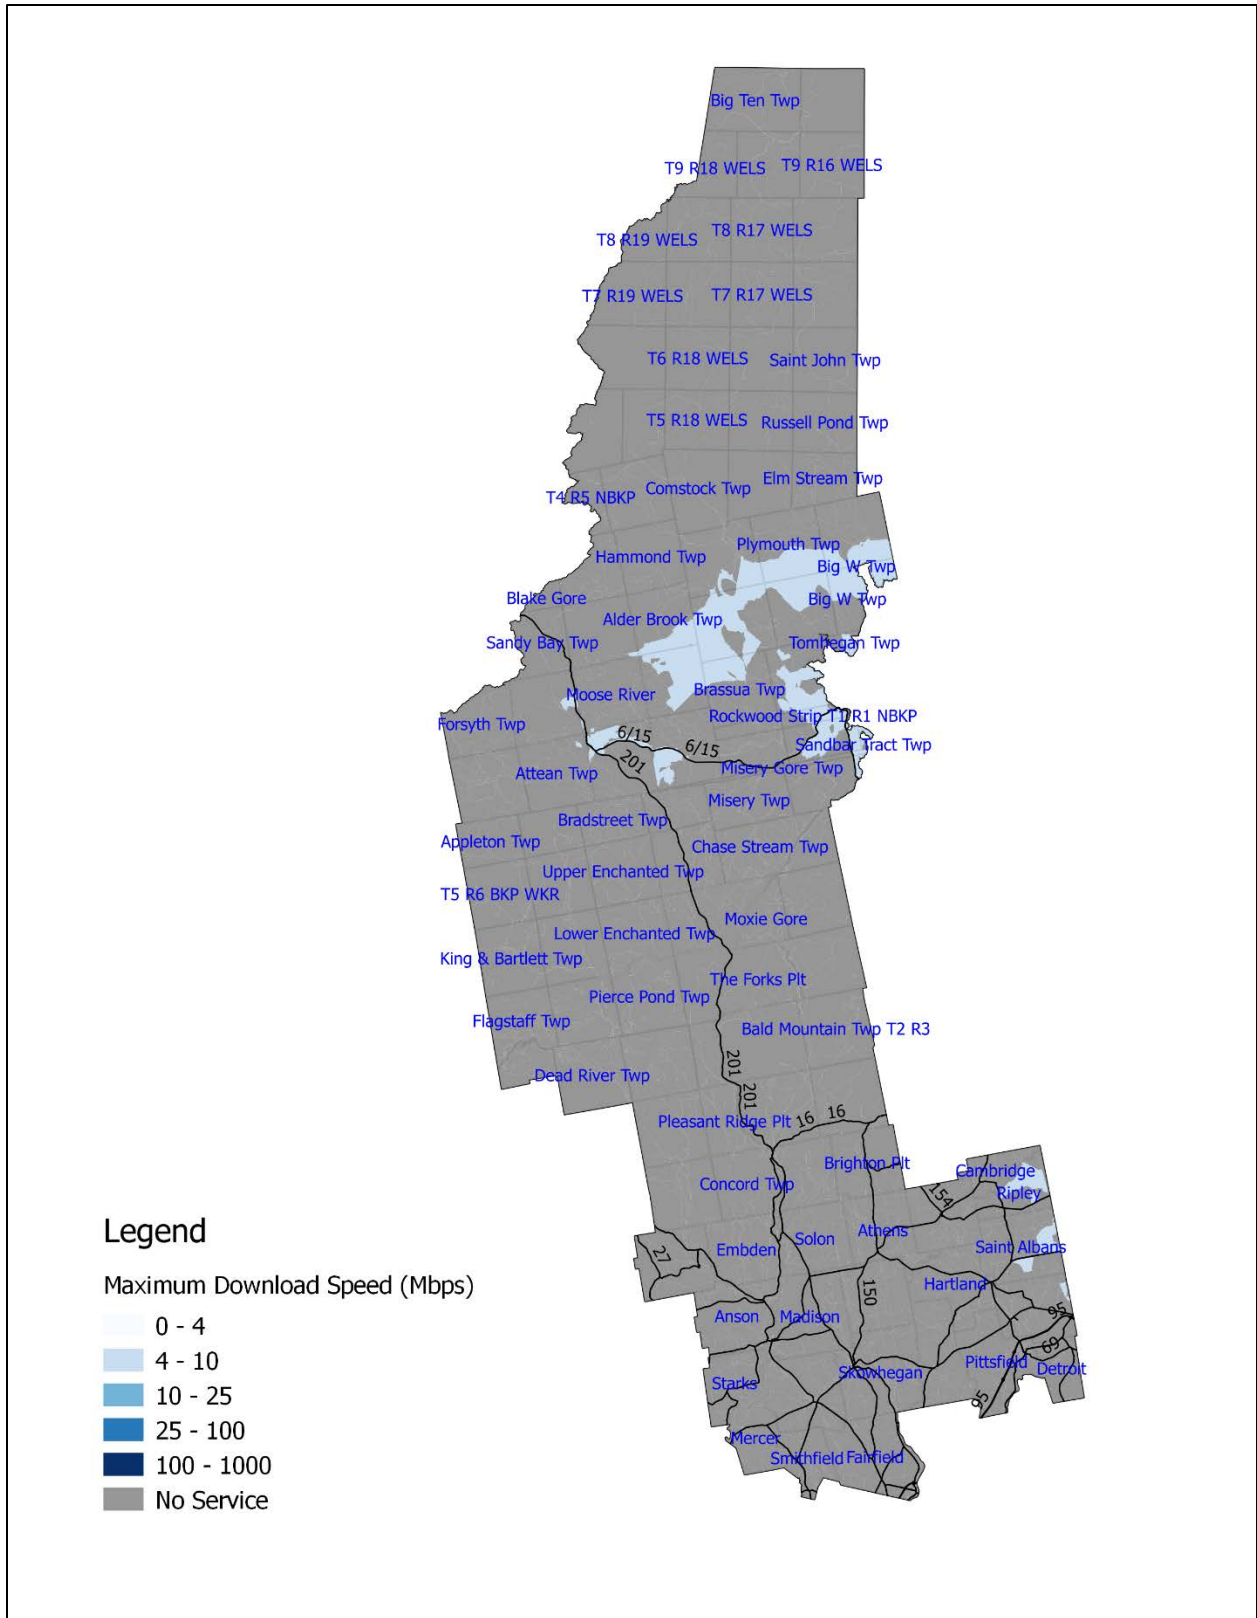 Big Ten Twp
T9 R18 WELS
T9 R16 WELS
T8 R19 WELS
T8 R17 WELS
T7 R19 WELS
T7 R17 WELS
T6 R18 WELS
Saint John Twp
T5 R18 WELS
Russell Pond Twp
Elm Stream Twp
T4 R5 NBKP
Comstock Twp
Plymouth Twp
Hammond Twp
Big W Twp
Blake Gore
Big W Twp
Alder Brook Twp
Sandy Bay Twp
Tomhegan Twp
Moose River
Brassua Twp
Forsyth Twp
Rockwood Strip T1 R1 NBKP
6/15
6/15
Sandbar Tract Twp
201
Attean Twp
Misery Gore Twp
Misery Twp
Bradstreet Twp
Appleton Twp
Chase Stream Twp
Upper Enchanted Twp
T5 R6 BKP WKR
Moxie Gore
Lower Enchanted Twp
King & Bartlett Twp
The Forks Plt
Pierce Pond Twp
Flagstaff Twp
Bald Mountain Twp T2 R3
201
Dead River Twp
201
Pleasant Ridge Plt
16
16
Brighton Plt
Cambridge
Concord Twp
154
Ripley
Athens
Solon
Saint Albans
Embden
27
Hartland
150
Anson
Madison
95
69
Pittsfield
Detroit
Skowhegan
Starks
95
Mercer
Smithfield
Fairfield
Legend
Maximum Download Speed (Mbps)
0 - 4
4 - 10
10 - 25
25 - 100
100 - 1000
No Service